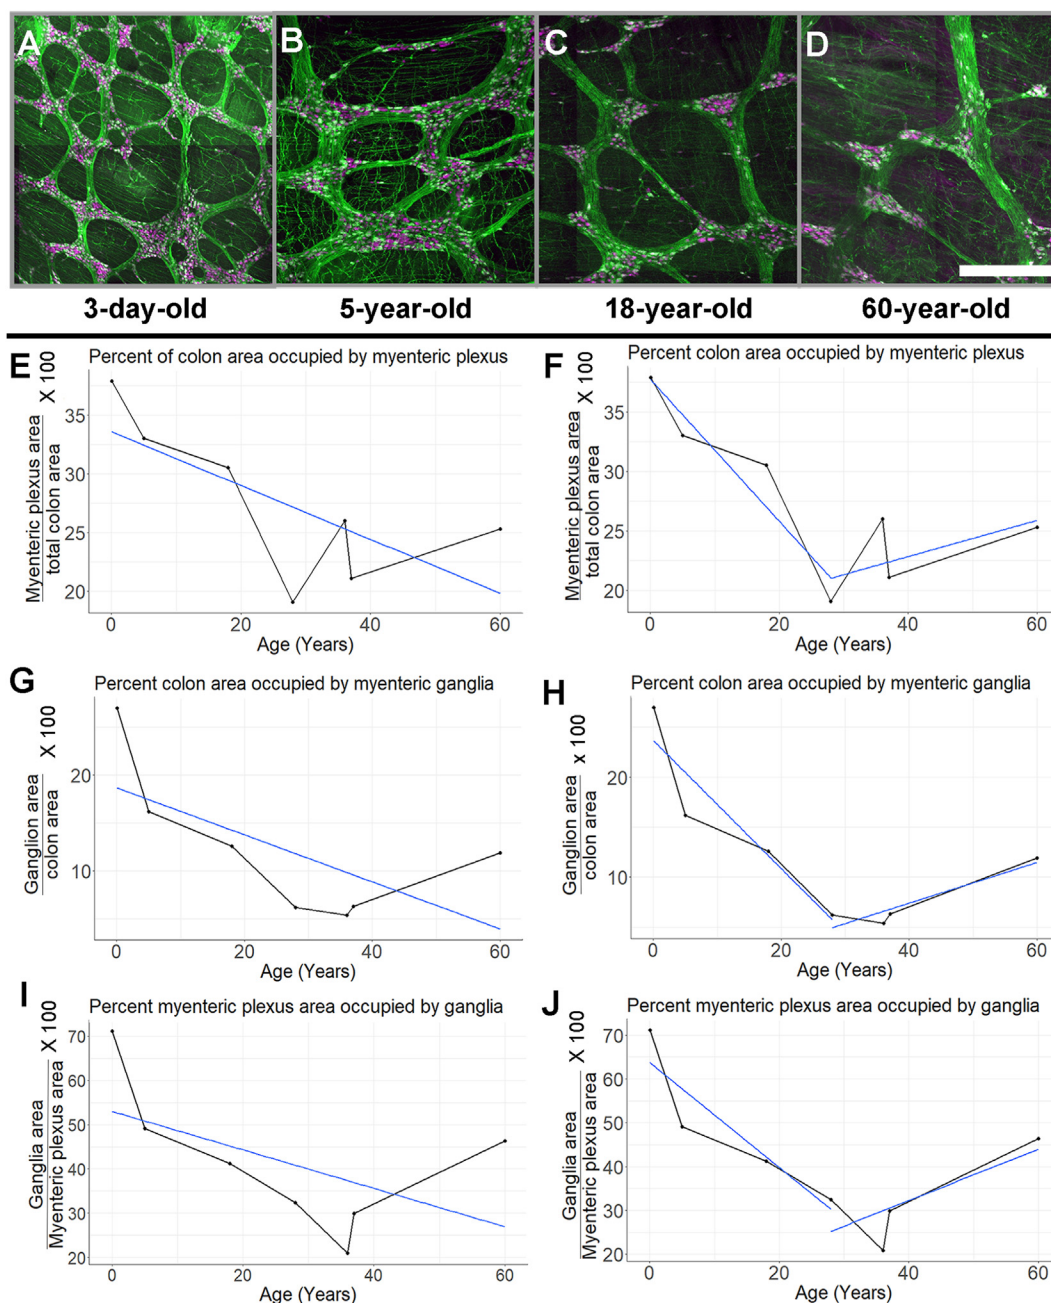 A B C D
3-day-old 5-year-old 18-year-old 60-year-old
E
Percent of colon area occupied by myenteric plexus
Myenteric plexus area
total colon area
X 100
35
30
25
20
0 20 40 60
Age (Years)
F
Percent colon area occupied by myenteric plexus
Myenteric plexus area
total colon area
X 100
35
30
25
20
0 20 40 60
Age (Years)
G
Percent colon area occupied by myenteric ganglia
Ganglion area
colon area
X 100
20
10
0 20 40 60
Age (Years)
H
Percent colon area occupied by myenteric ganglia
Ganglion area
colon area
x 100
20
10
0 20 40 60
Age (Years)
I
Percent myenteric plexus area occupied by ganglia
Ganglia area
Myenteric plexus area
X 100
70
60
50
40
30
20
0 20 40 60
Age (Years)
J
Percent myenteric plexus area occupied by ganglia
Ganglia area
Myenteric plexus area
X 100
70
60
50
40
30
20
0 20 40 60
Age (Years)